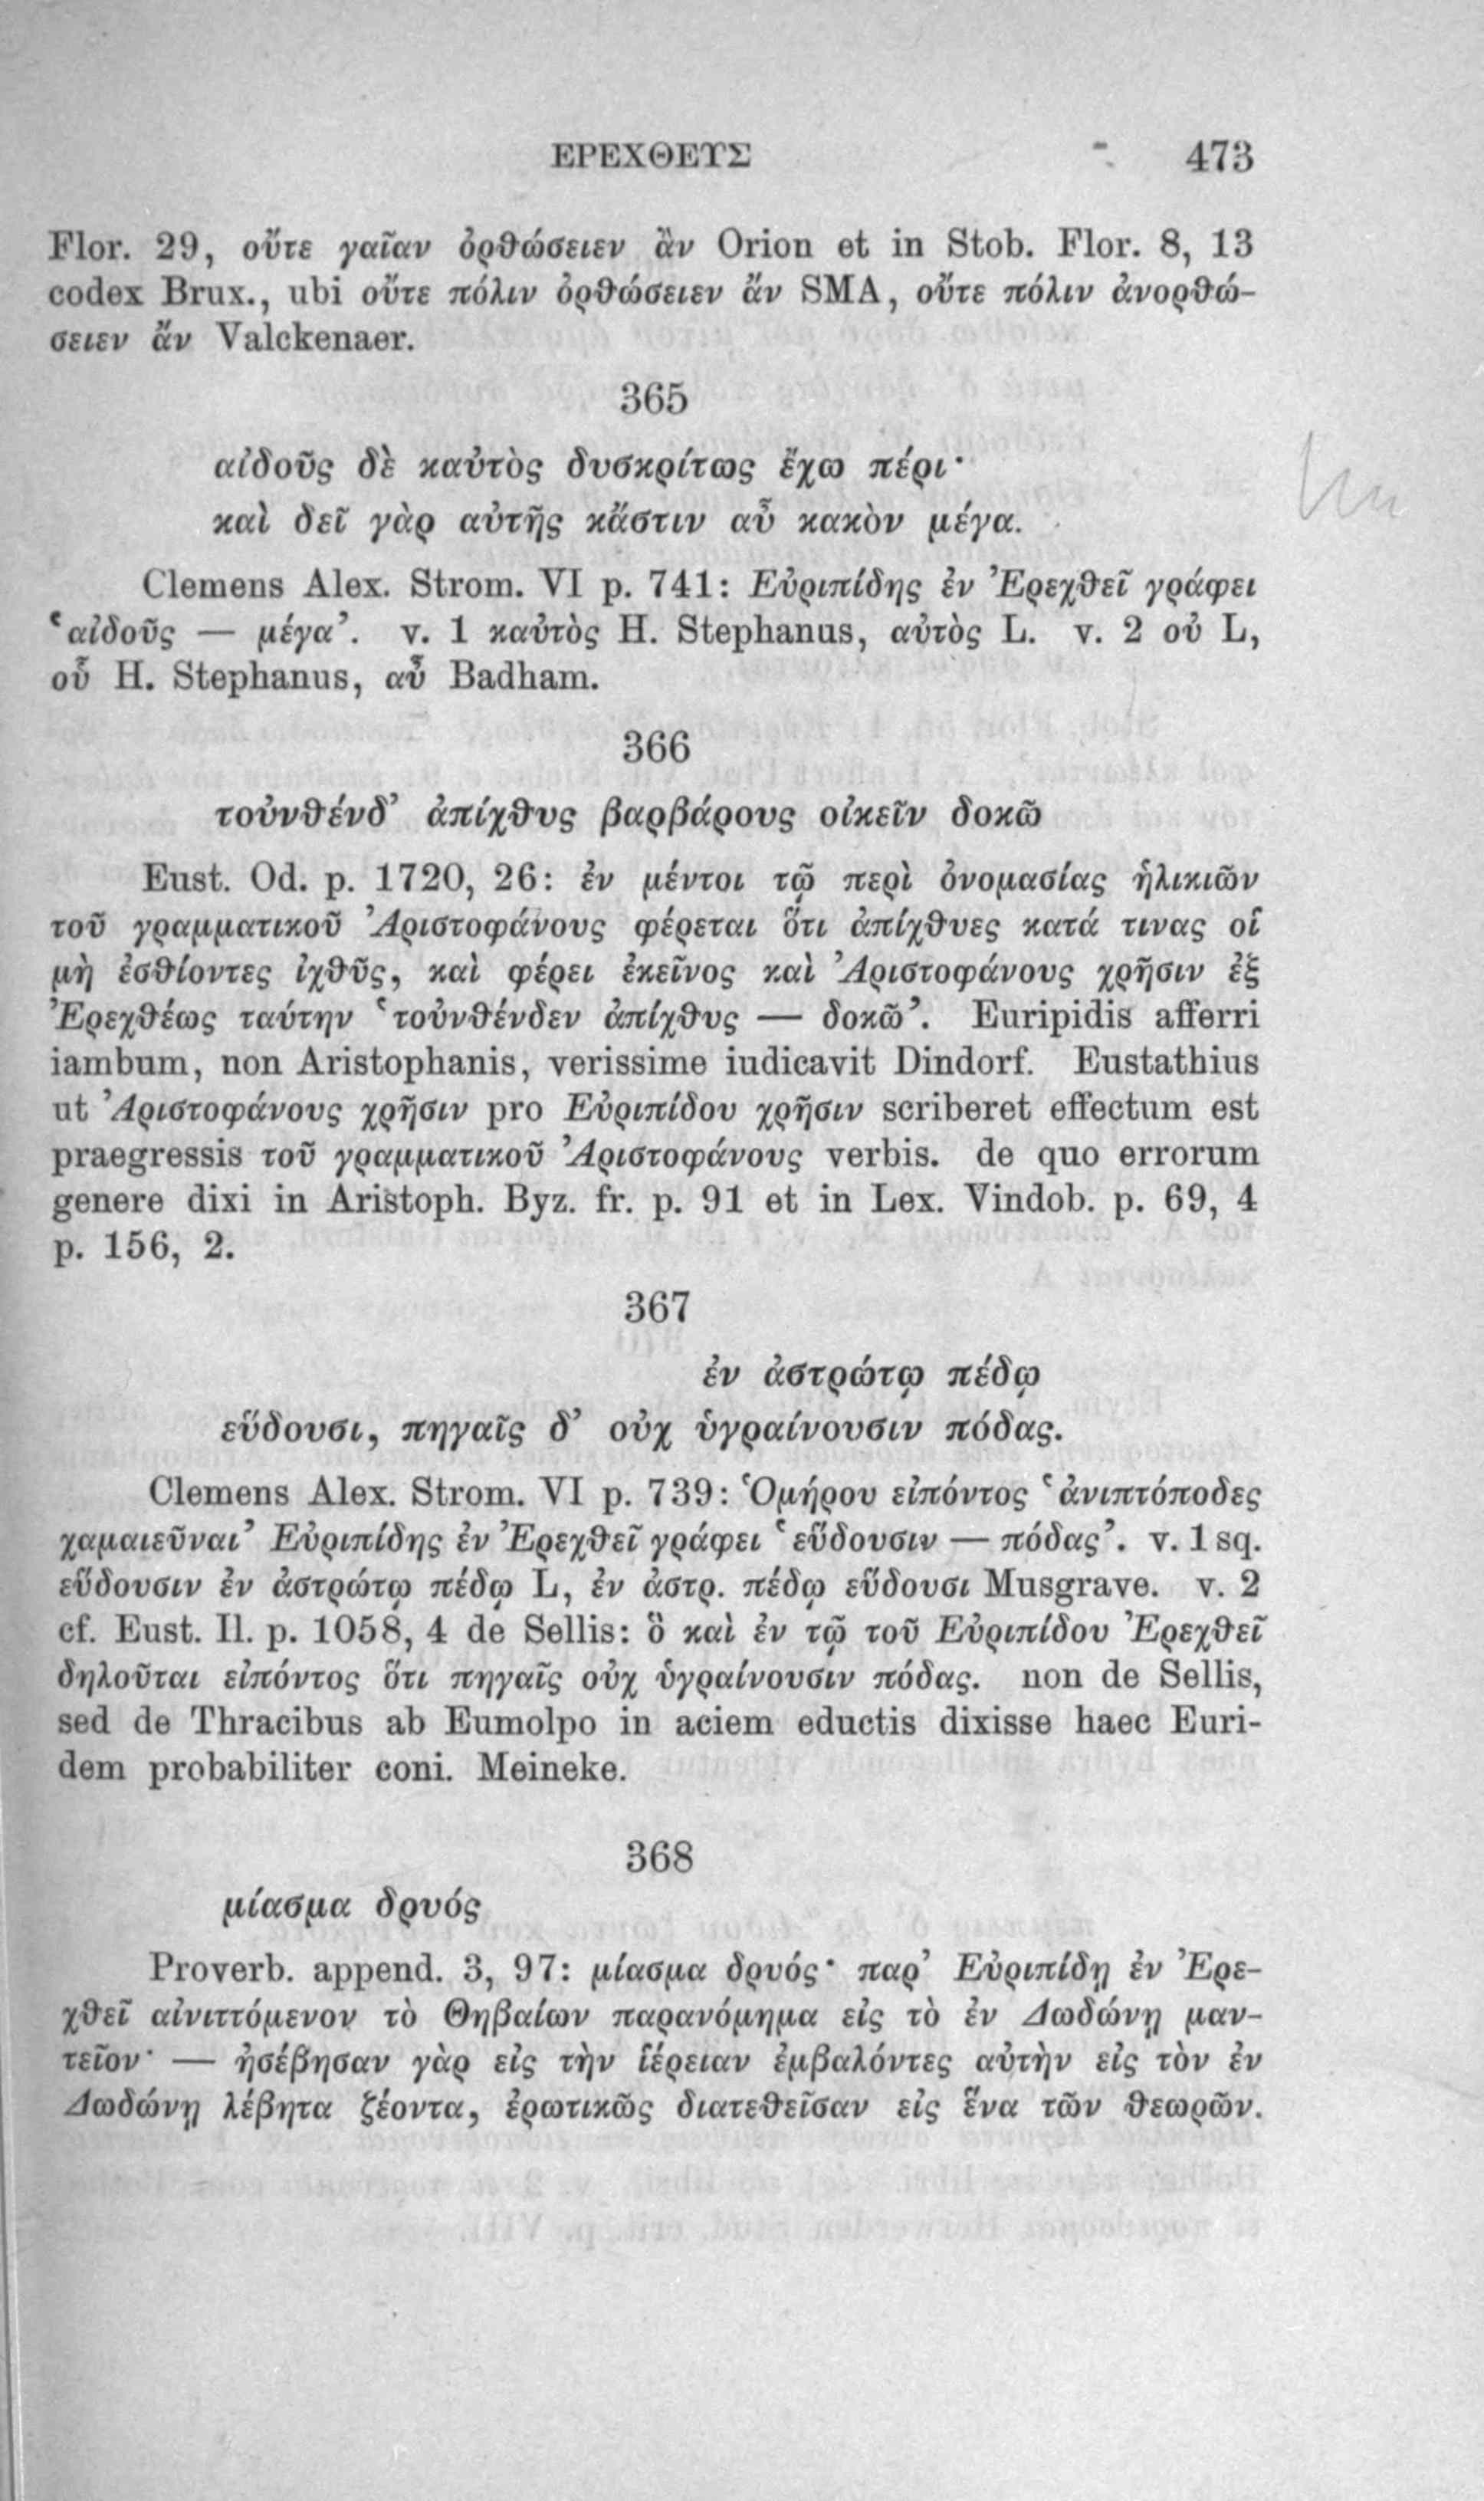 ΕΡΕΧΘΕΥΣ 473
Flor. 29, οὔτε γαῖαν ὀρθώσειεν ἂν Orion et in Stob. Flor. 8, 13
codex Brux., ubi οὔτε πόλιν ὀρθώσειεν ἄν SMA, οὔτε πόλιν ἀνορθώ-
σειεν ἄν Valckenaer.
365
αἰδοῦς δὲ καὐτὸς δυσκρίτως ἔχω πέρι·
καὶ δεῖ γὰρ αὐτῆς κἄστιν αὖ κακὸν μέγα.
Clemens Alex. Strom. VI p. 741: Εὐριπίδης ἐν Ἐρεχθεῖ γράφει
‛αἰδοῦς — μέγα’. v. 1 καὐτὸς H. Stephanus, αὐτὸς L. v. 2 οὐ L,
οὗ H. Stephanus, αὖ Badham.
366
τοὐνθένδ’ ἀπίχθυς βαρβάρους οἰκεῖν δοκῶ
Eust. Od. p. 1720, 26: ἐν μέντοι τῷ περὶ ὀνομασίας ἡλικιῶν
τοῦ γραμματικοῦ Ἀριστοφάνους φέρεται ὅτι ἀπίχθυες κατά τινας οἱ
μὴ ἐσθίοντες ἰχθῦς, καὶ φέρει ἐκεῖνος καὶ Ἀριστοφάνους χρῆσιν ἐξ
Ἐρεχθέως ταύτην ‛τοὐνθένδεν ἀπίχθυς — δοκῶ’. Euripidis afferri
iambum, non Aristophanis, verissime iudicavit Dindorf. Eustathius
ut Ἀριστοφάνους χρῆσιν pro Εὐριπίδου χρῆσιν scriberet effectum est
praegressis τοῦ γραμματικοῦ Ἀριστοφάνους verbis. de quo errorum
genere dixi in Aristoph. Byz. fr. p. 91 et in Lex. Vindob. p. 69, 4
p. 156, 2.
367
ἐν ἀστρώτῳ πέδῳ
εὕδουσι, πηγαῖς δ’ οὐχ ὑγραίνουσιν πόδας.
Clemens Alex. Strom. VI p. 739: Ὁμήρου εἰπόντος ‛ἀνιπτόποδες
χαμαιεῦναι’ Εὐριπίδης ἐν Ἐρεχθεῖ γράφει ‛εὕδουσιν — πόδας’. v. 1 sq.
εὕδουσιν ἐν ἀστρώτῳ πέδῳ L, ἐν ἀστρ. πέδῳ εὕδουσι Musgrave. v. 2
cf. Eust. Il. p. 1058, 4 de Sellis: ὃ καὶ ἐν τῷ τοῦ Εὐριπίδου Ἐρεχθεῖ
δηλοῦται εἰπόντος ὅτι πηγαῖς οὐχ ὑγραίνουσιν πόδας. non de Sellis,
sed de Thracibus ab Eumolpo in aciem eductis dixisse haec Euri-
dem probabiliter coni. Meineke.
368
μίασμα δρυός
Proverb. append. 3, 97: μίασμα δρυός· παρ’ Εὐριπίδῃ ἐν Ἐρε-
χθεῖ αἰνιττόμενον τὸ Θηβαίων παρανόμημα εἰς τὸ ἐν Δωδώνῃ μαν-
τεῖον· — ἠσέβησαν γὰρ εἰς τὴν ἱέρειαν ἐμβαλόντες αὐτὴν εἰς τὸν ἐν
Δωδώνῃ λέβητα ζέοντα, ἐρωτικῶς διατεθεῖσαν εἰς ἕνα τῶν θεωρῶν.